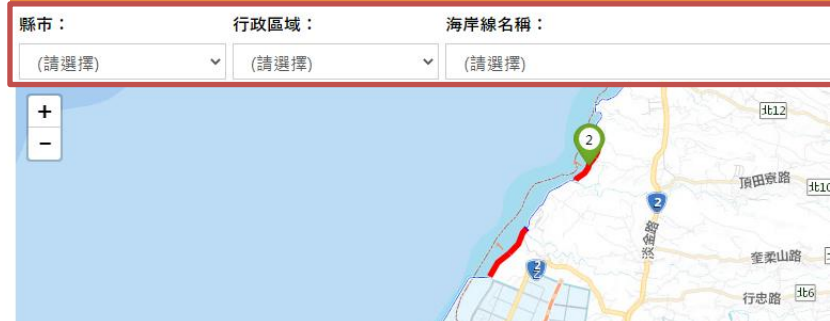 縣市： 行政區域： 海岸線名稱：
(請選擇) (請選擇) (請選擇)
+
北12
−
2
頂田寮路
北10
2
淡金路
奎柔山路
2
乙
行忠路
北6